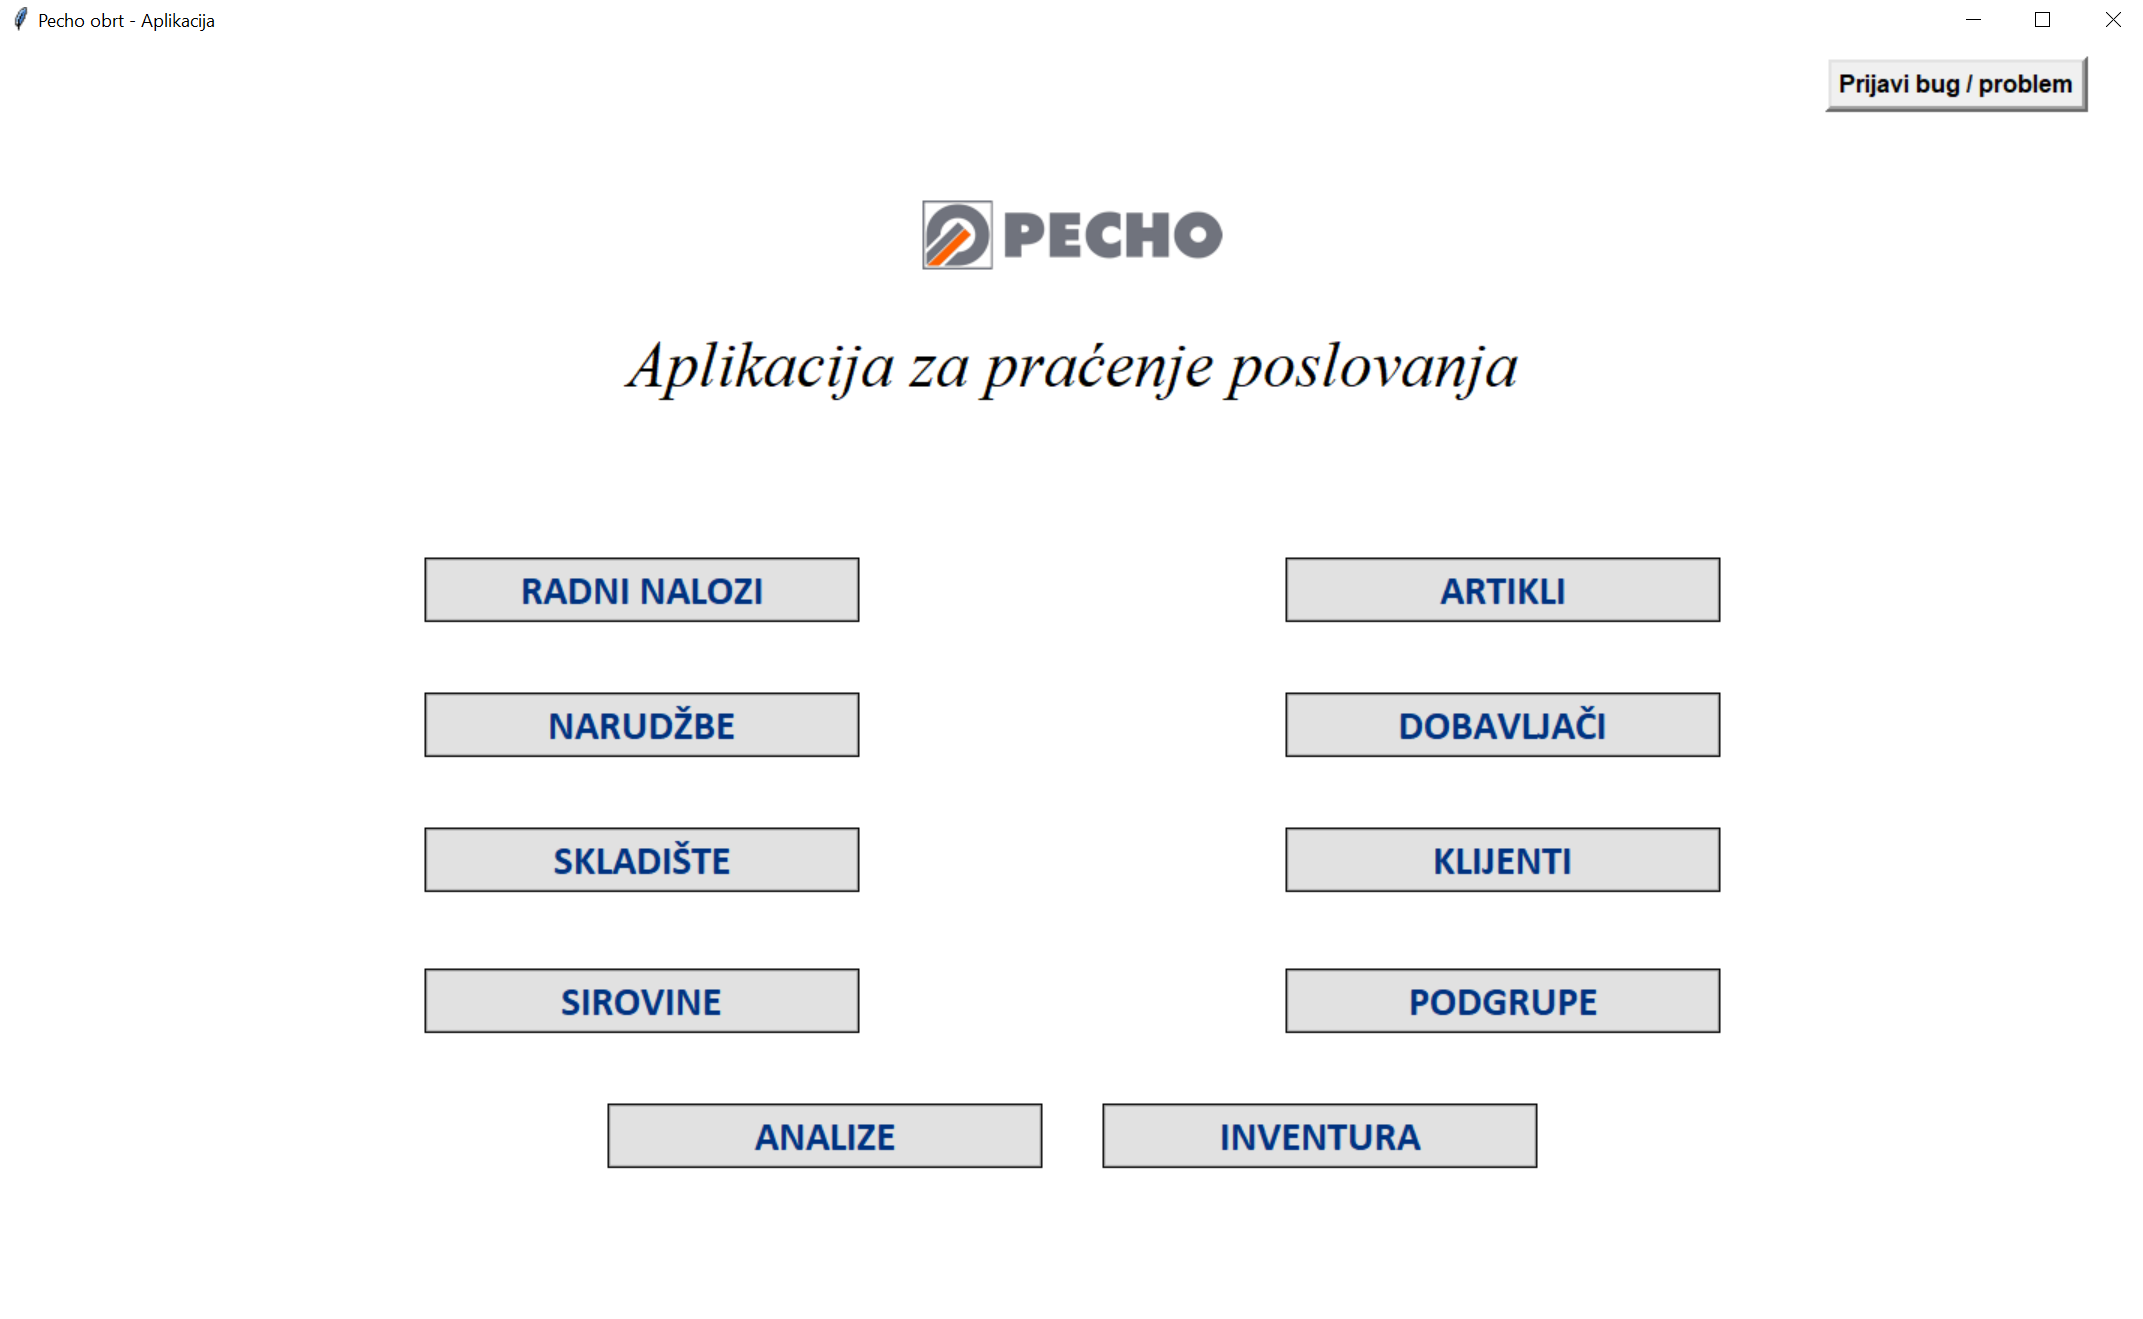 Pecho obrt - Aplikacija
Prijavi bug / problem
PECHO
Aplikacija za praćenje poslovanja
RADNI NALOZI
ARTIKLI
NARUDŽBE
DOBAVLJAČI
SKLADIŠTE
KLIJENTI
SIROVINE
PODGRUPE
ANALIZE
INVENTURA